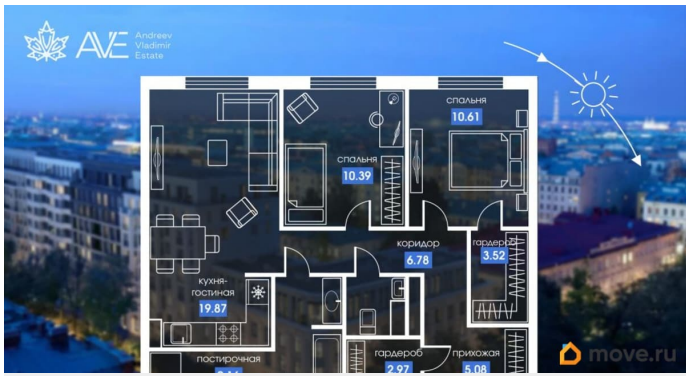 AVE
Andreev
Vladimir
Estate
спальня
10.61
спальня
10.39
гардероб
3.52
коридор
6.78
кухня-
гостиная
19.87
постирочная
гардероб
2.97
прихожая
5.08
move.ru